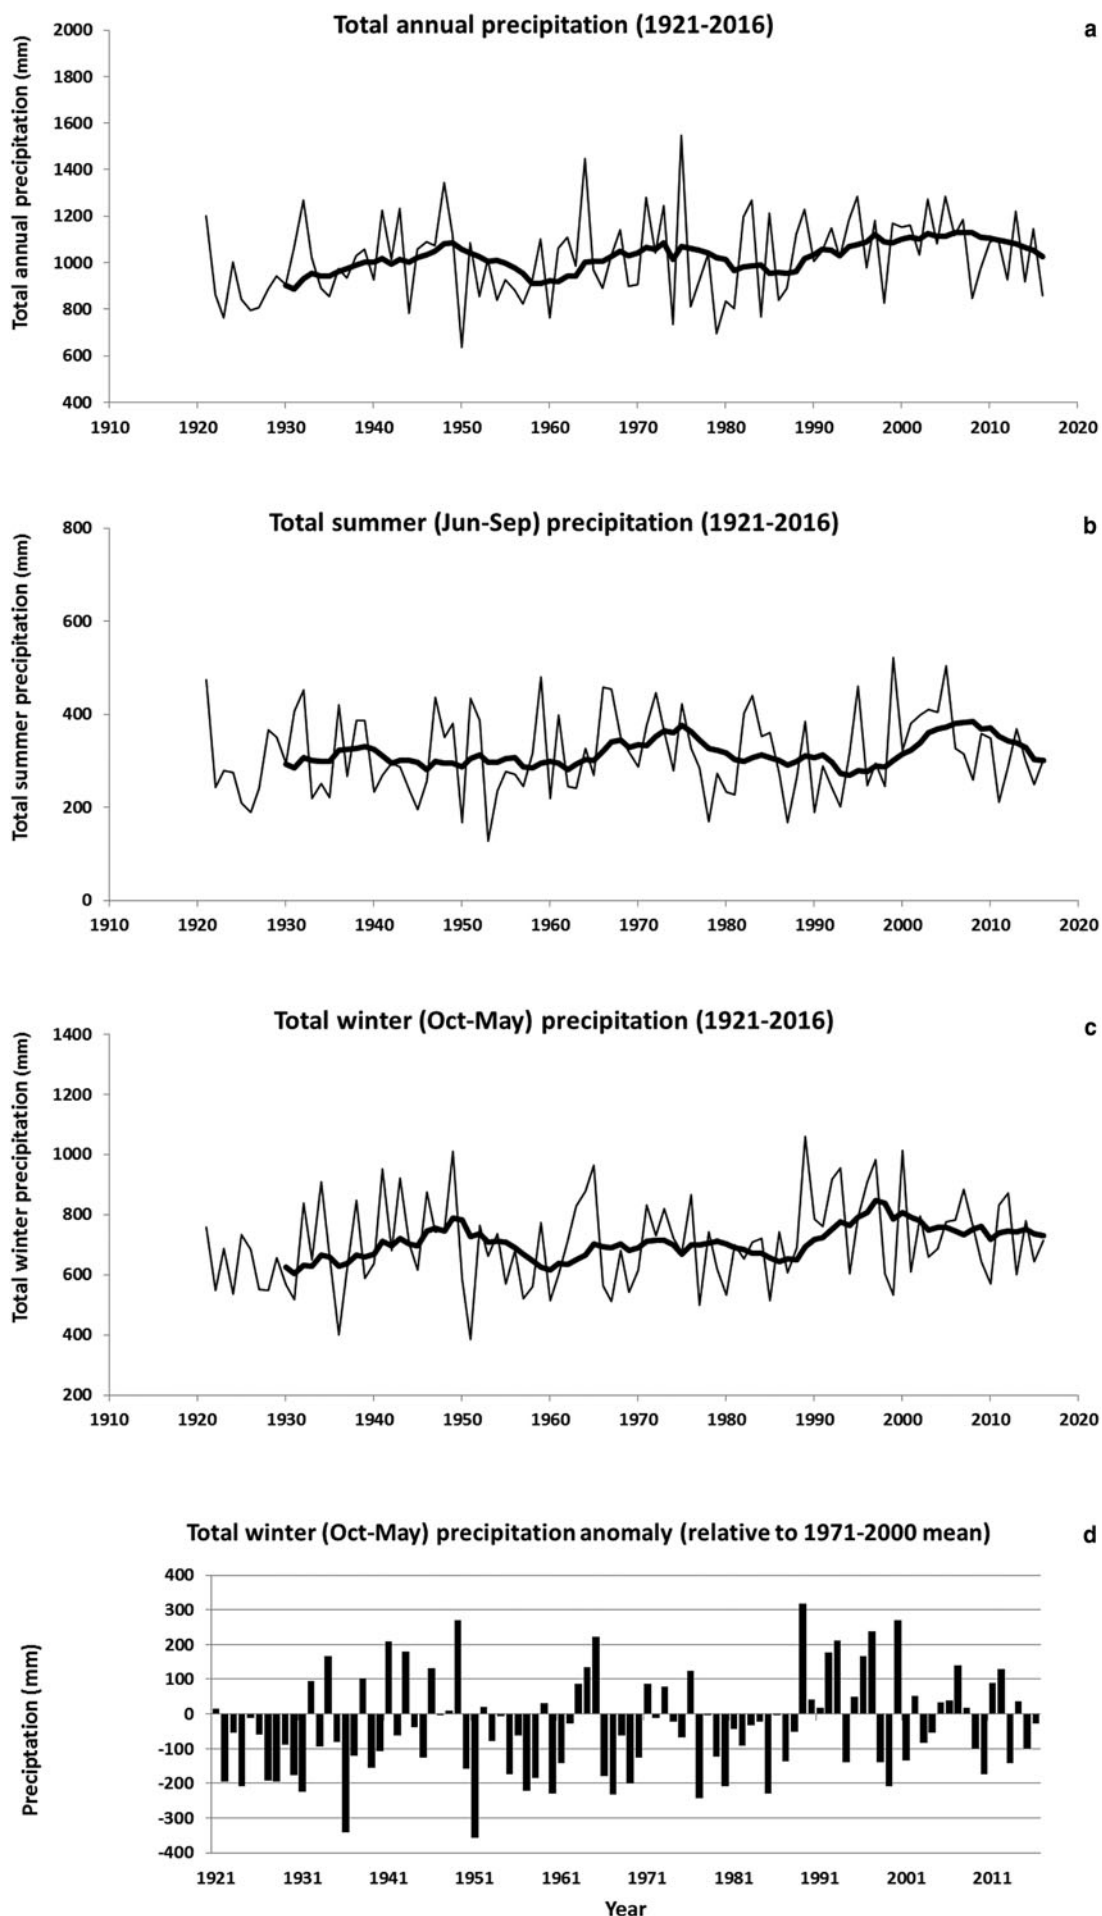 Total annual precipitation (1921-2016)
a
Total annual precipitation (mm)
2000
1800
1600
1400
1200
1000
800
600
400
1910 1920 1930 1940 1950 1960 1970 1980 1990 2000 2010 2020
Total summer (Jun-Sep) precipitation (1921-2016)
b
Total summer precipitation (mm)
800
600
400
200
0
1910 1920 1930 1940 1950 1960 1970 1980 1990 2000 2010 2020
Total winter (Oct-May) precipitation (1921-2016)
c
Total winter precipitation (mm)
1400
1200
1000
800
600
400
200
1910 1920 1930 1940 1950 1960 1970 1980 1990 2000 2010 2020
Total winter (Oct-May) precipitation anomaly (relative to 1971-2000 mean)
d
Preciptation (mm)
400
300
200
100
0
-100
-200
-300
-400
1921 1931 1941 1951 1961 1971 1981 1991 2001 2011
Year